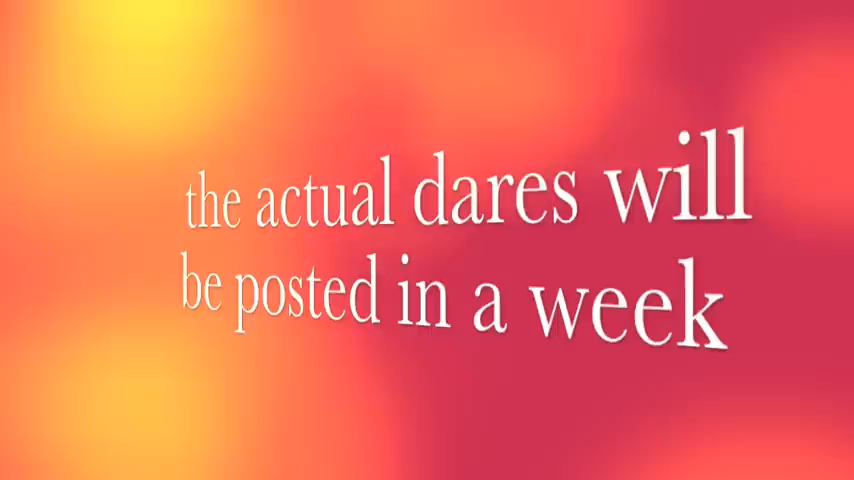 the actual dares will
be posted in a week